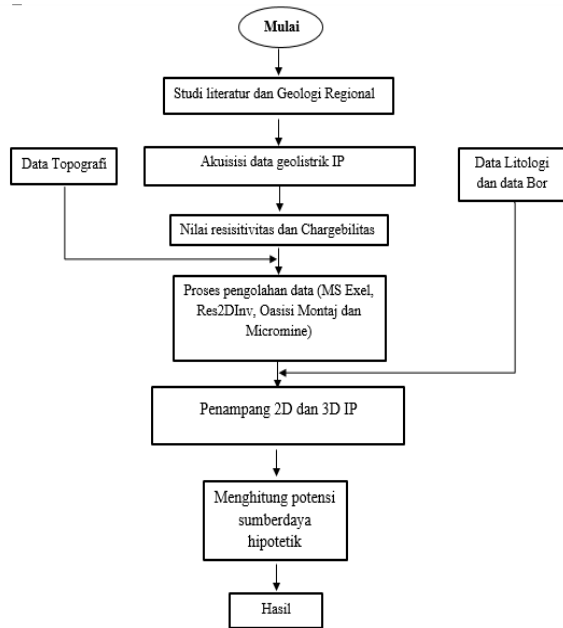 Mulai
Studi literatur dan Geologi Regional
Data Topografi
Akuisisi data geolistrik IP
Data Litologi
dan data Bor
Nilai resisitivitas dan Chargebilitas
Proses pengolahan data (MS Exel,
Res2DInv, Oasisi Montaj dan
Micromine)
Penampang 2D dan 3D IP
Menghitung potensi
sumberdaya
hipotetik
Hasil